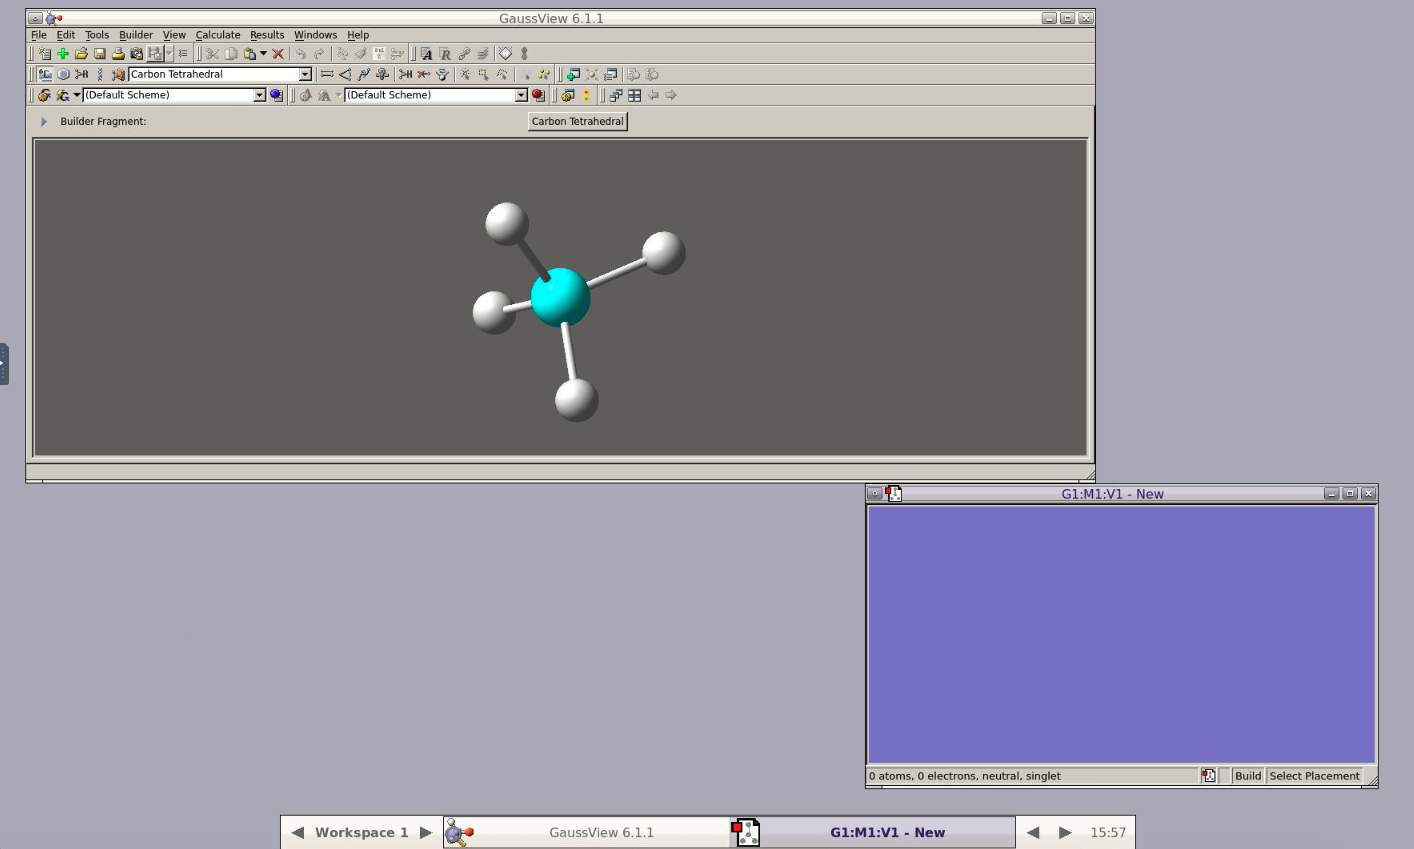 GaussView 6.1.1
File Edit Tools Builder View Calculate Results Windows Help
Carbon Tetrahedral
(Default Scheme) (Default Scheme)
Builder Fragment: Carbon Tetrahedral
G1:M1:V1 - New
0 atoms, 0 electrons, neutral, singlet Build Select Placement
Workspace 1 GaussView 6.1.1 G1:M1:V1 - New 15:57